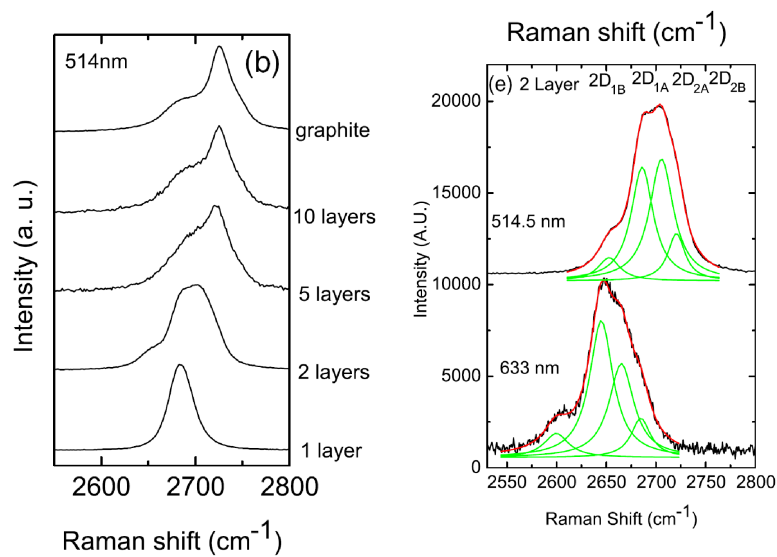 514nm (b)
graphite
10 layers
5 layers
2 layers
1 layer
Intensity (a. u.)
2600 2700 2800
Raman shift (cm⁻¹)
Raman shift (cm⁻¹)
(e) 2 Layer 2D₁B 2D₁A 2D₂A 2D₂B
20000
15000
514.5 nm
10000
633 nm
5000
0
Intensity (A.U.)
2550 2600 2650 2700 2750 2800
Raman Shift (cm⁻¹)